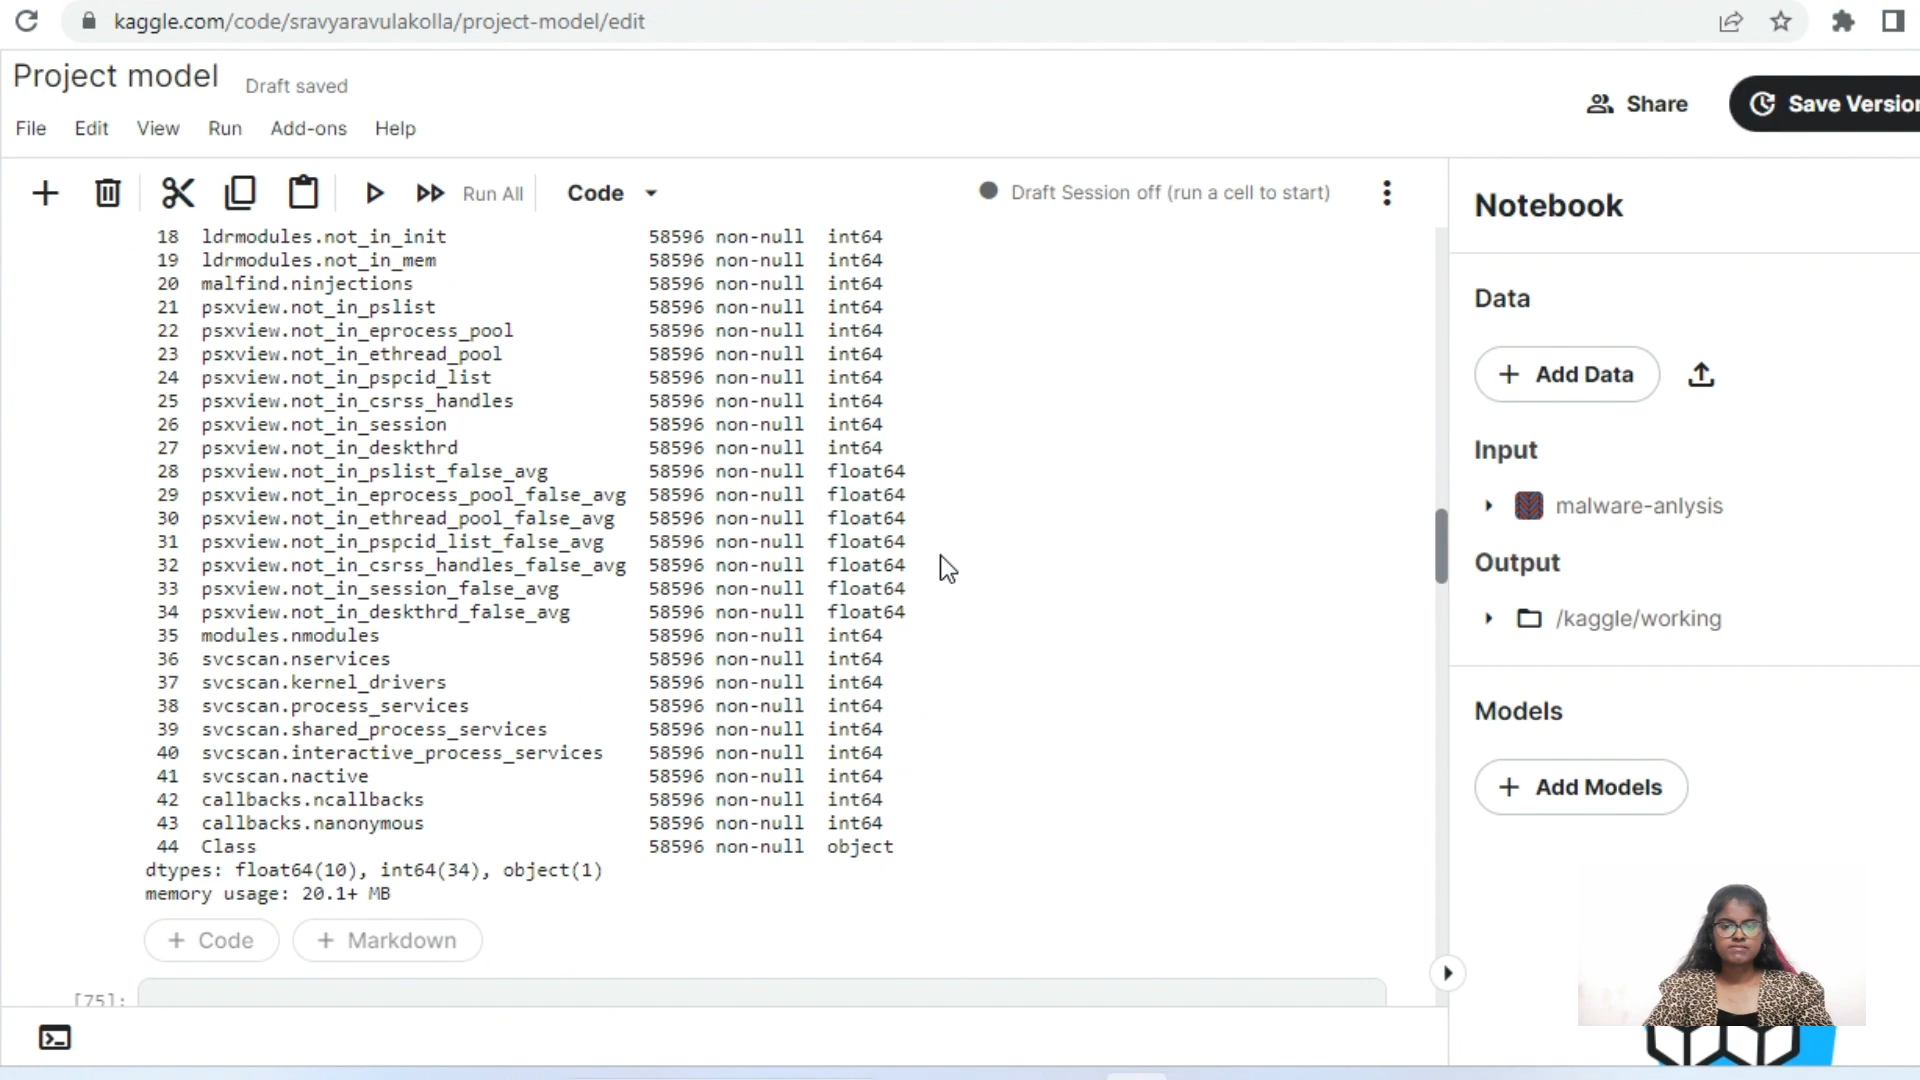 kaggle.com/code/sravyaravulakolla/project-model/edit
Project model
Draft saved
File Edit View Run Add-ons Help
Share
Save Version
Run All
Code
Draft Session off (run a cell to start)
18 ldrmodules.not_in_init 58596 non-null int64
19 ldrmodules.not_in_mem 58596 non-null int64
20 malfind.ninjections 58596 non-null int64
21 psxview.not_in_pslist 58596 non-null int64
22 psxview.not_in_eprocess_pool 58596 non-null int64
23 psxview.not_in_ethread_pool 58596 non-null int64
24 psxview.not_in_pspcid_list 58596 non-null int64
25 psxview.not_in_csrss_handles 58596 non-null int64
26 psxview.not_in_session 58596 non-null int64
27 psxview.not_in_deskthrd 58596 non-null int64
28 psxview.not_in_pslist_false_avg 58596 non-null float64
29 psxview.not_in_eprocess_pool_false_avg 58596 non-null float64
30 psxview.not_in_ethread_pool_false_avg 58596 non-null float64
31 psxview.not_in_pspcid_list_false_avg 58596 non-null float64
32 psxview.not_in_csrss_handles_false_avg 58596 non-null float64
33 psxview.not_in_session_false_avg 58596 non-null float64
34 psxview.not_in_deskthrd_false_avg 58596 non-null float64
35 modules.nmodules 58596 non-null int64
36 svcscan.nservices 58596 non-null int64
37 svcscan.kernel_drivers 58596 non-null int64
38 svcscan.process_services 58596 non-null int64
39 svcscan.shared_process_services 58596 non-null int64
40 svcscan.interactive_process_services 58596 non-null int64
41 svcscan.nactive 58596 non-null int64
42 callbacks.ncallbacks 58596 non-null int64
43 callbacks.nanonymous 58596 non-null int64
44 Class 58596 non-null object
dtypes: float64(10), int64(34), object(1)
memory usage: 20.1+ MB
+ Code
+ Markdown
[75]:
Notebook
Data
+ Add Data
Input
malware-anlysis
Output
/kaggle/working
Models
+ Add Models